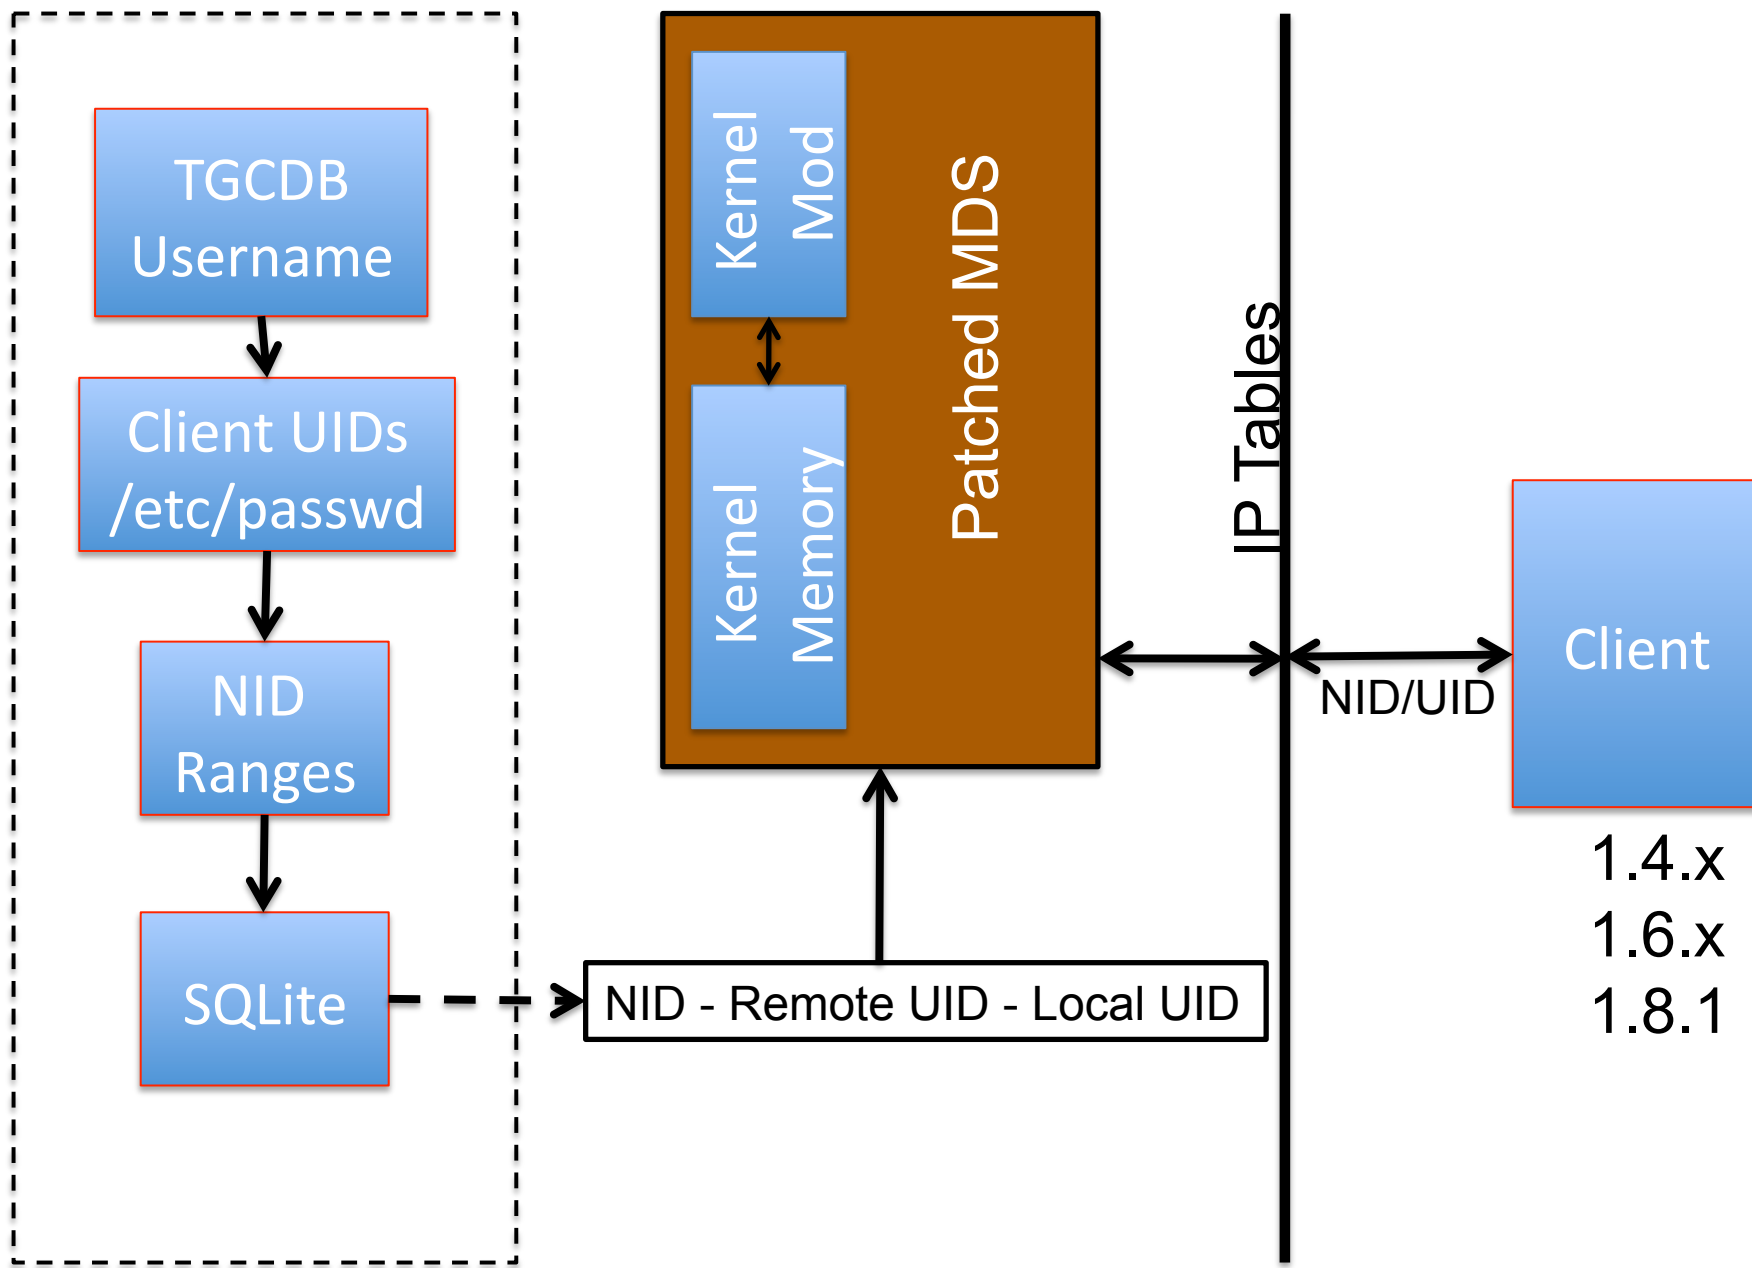 TGCDB
Username
Client UIDs
/etc/passwd
NID
Ranges
SQLite
Kernel
Mod
Kernel
Memory
Patched MDS
NID - Remote UID - Local UID
IP Tables
NID/UID
Client
1.4.x
1.6.x
1.8.1